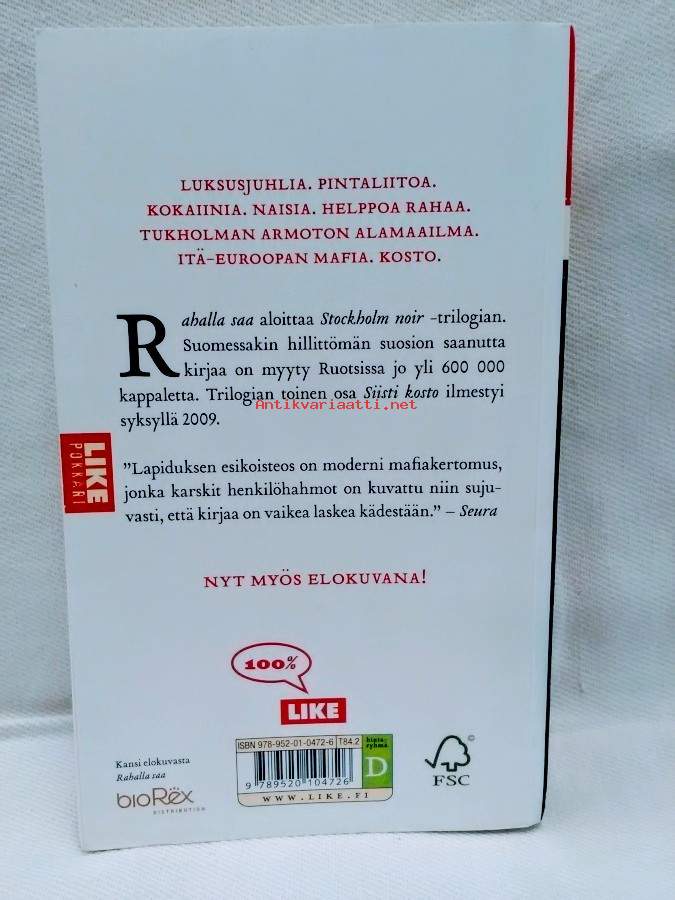 LUKSUSJUHLIA. PINTALIITOA.
KOKAIINIA. NAISIA. HELPPOA RAHAA.
TUKHOLMAN ARMOTON ALAMAAILMA.
ITÄ-EUROOPAN MAFIA. KOSTO.
Rahalla saa aloittaa Stockholm noir -trilogian.
Suomessakin hillittömän suosion saanutta
kirjaa on myyty Ruotsissa jo yli 600 000
kappaletta. Trilogian toinen osa Siisti kosto ilmestyi
Antikvariaatti.net
syksyllä 2009.
LIKE
POKKARI
”Lapiduksen esikoisteos on moderni mafiakertomus,
jonka karskit henkilöhahmot on kuvattu niin suju-
vasti, että kirjaa on vaikea laskea kädestään.” – Seura
NYT MYÖS ELOKUVANA!
100%
LIKE
ISBN 978-952-01-0472-6 T84.2
hinta-
ryhmä
D
9 789520 104726
WWW.LIKE.FI
Kansi elokuvasta
Rahalla saa
bioRex
DISTRIBUTION
©
FSC